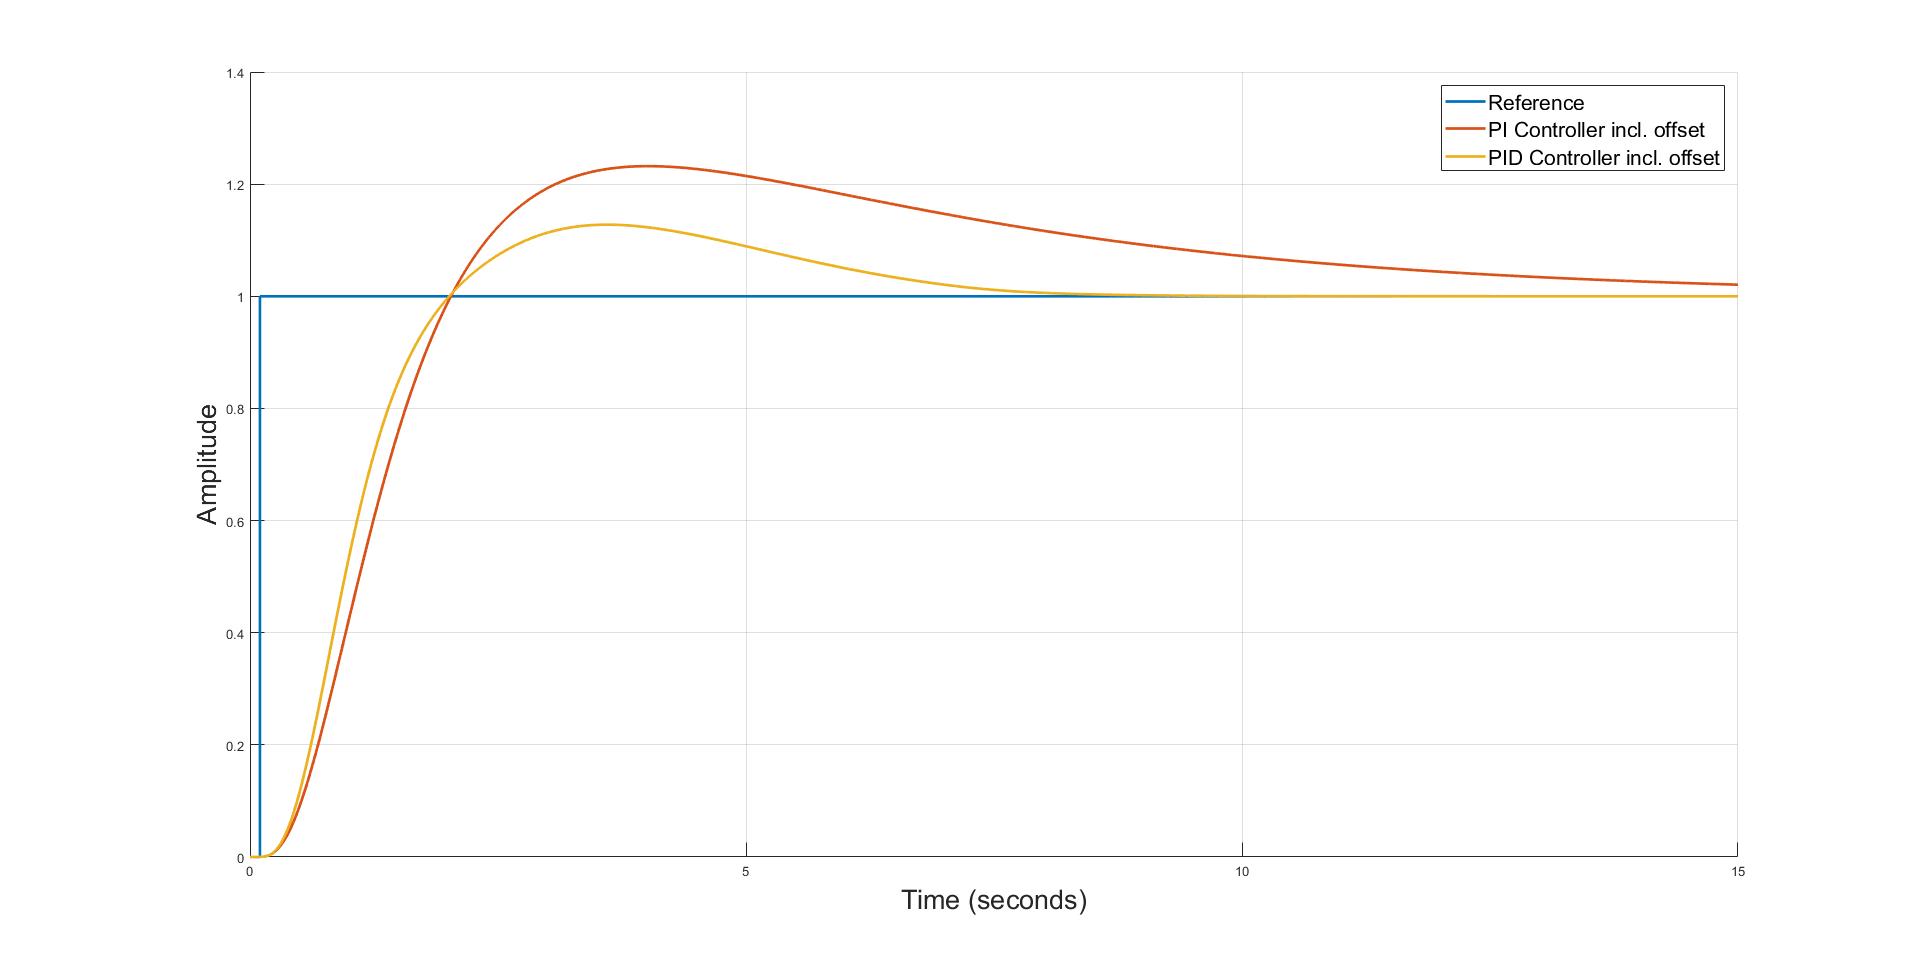 1.4
1.2
1
0.8
0.6
0.4
0.2
0
0
5
10
15
Amplitude
Time (seconds)
Reference
PI Controller incl. offset
PID Controller incl. offset